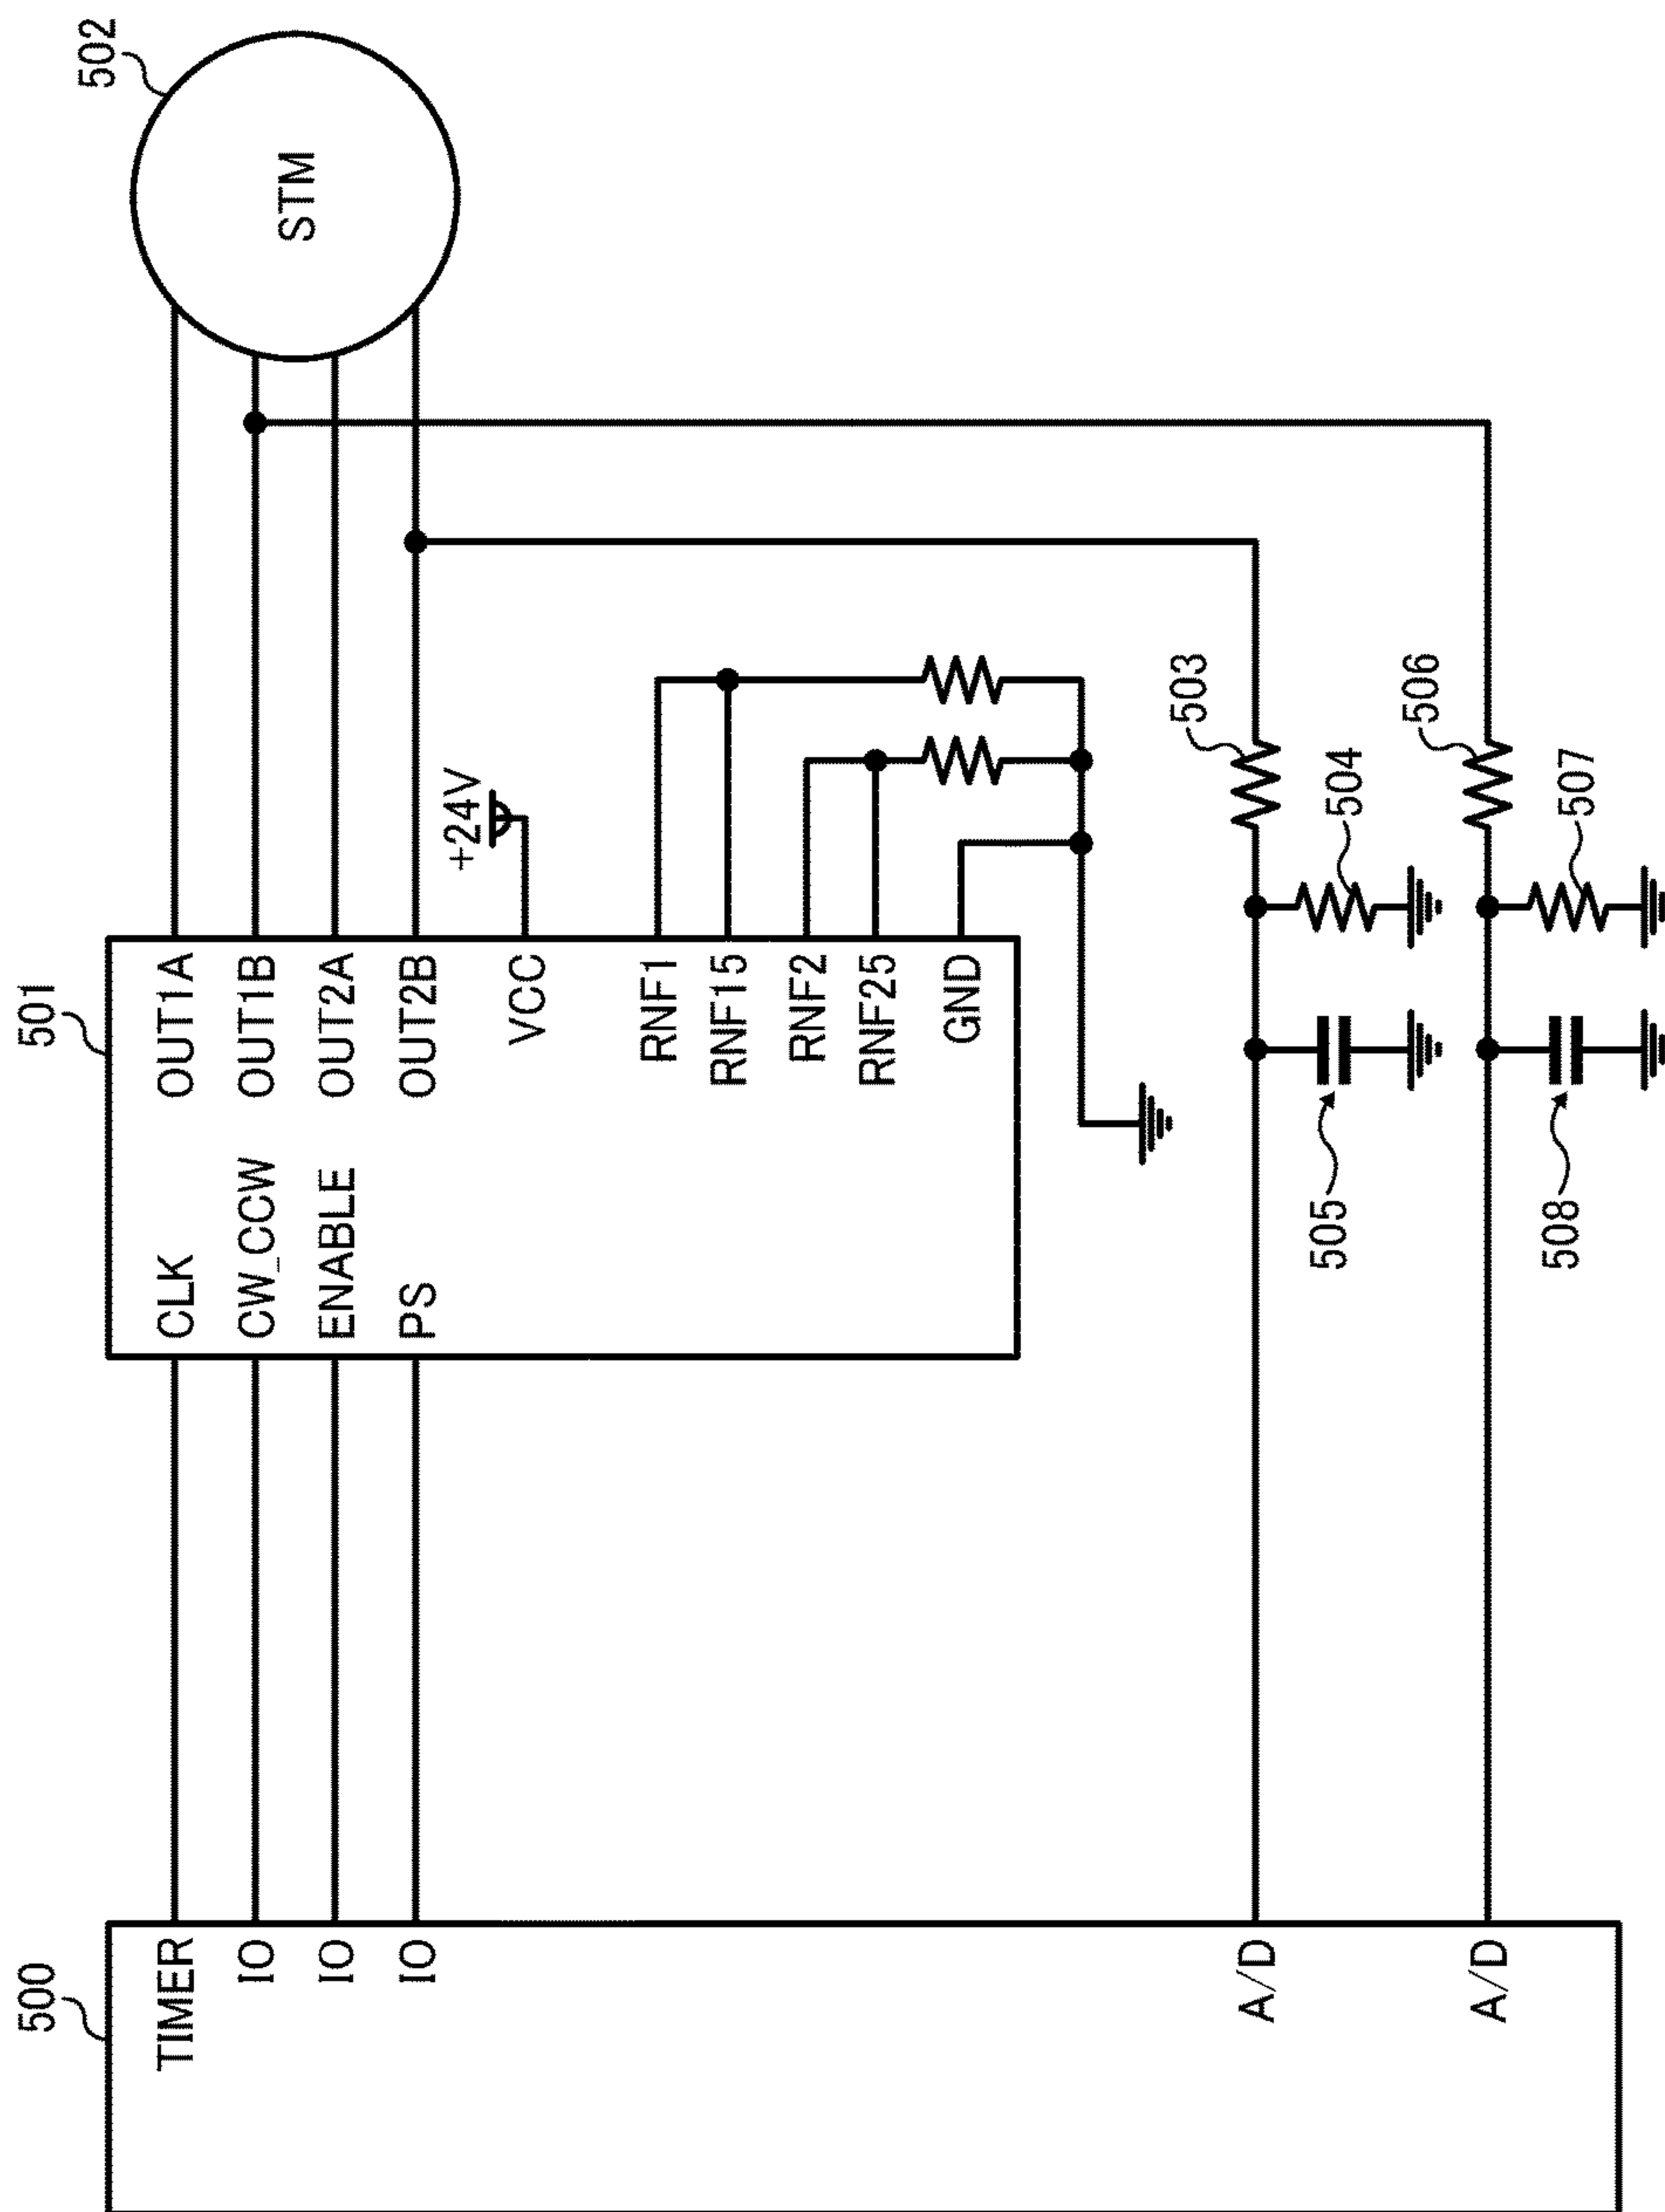 500
501
502
TIMER
IO
IO
IO
A/D
A/D
CLK
CW_CCW
ENABLE
PS
OUT1A
OUT1B
OUT2A
OUT2B
VCC
RNF1
RNF15
RNF2
RNF25
GND
+24V
STM
503
504
505
506
507
508